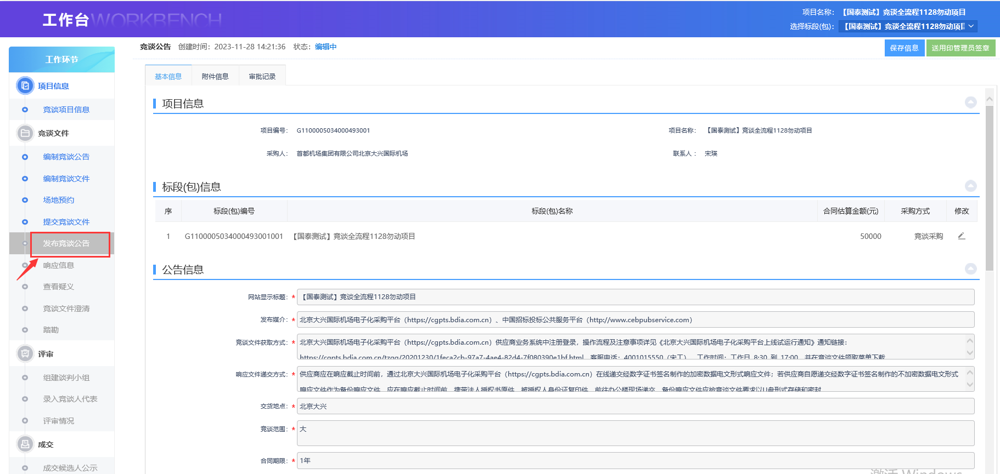 工作台WORKBENCH
项目名称： 【国泰测试】竞谈全流程1128勿动项目
选择标段(包)： 【国泰测试】竞谈全流程1128勿动项目
竞谈公告 创建时间：2023-11-28 14:21:36 状态：编辑中
保存信息 送用印管理员签章
工作环节
项目信息
竞谈项目信息
竞谈文件
编制竞谈公告
编制竞谈文件
场地预约
提交竞谈文件
发布竞谈公告
响应信息
查看疑义
竞谈文件澄清
踏勘
评审
组建谈判小组
录入竞谈人代表
评审情况
成交
成交候选人公示
基本信息 附件信息 审批记录
项目信息
项目编号： G1100005034000493001 项目名称： 【国泰测试】竞谈全流程1128勿动项目
采购人： 首都机场集团有限公司北京大兴国际机场 联系人： 宋瑛
标段(包)信息
序 标段(包)编号 标段(包)名称 合同估算金额(元) 采购方式 修改
1 G1100005034000493001001 【国泰测试】竞谈全流程1128勿动项目 50000 竞谈采购
公告信息
网站显示标题：* 【国泰测试】竞谈全流程1128勿动项目
发布媒介：* 北京大兴国际机场电子化采购平台（https://cgpts.bdia.com.cn）、中国招标投标公共服务平台（http://www.cebpubservice.com）
竞谈文件获取方式：* 北京大兴国际机场电子化采购平台（https://cgpts.bdia.com.cn）供应商业务系统中注册登录，操作流程及注意事项详见《北京大兴国际机场电子化采购平台上线试运行通知》通知链接：
https://cgpts.bdia.com.cn/tzgg/20201230/1feca2cb-97a7-4ae4-82d4-7f080390e1bf.html 客服电话：4001015550（宋工），工作时间：工作日 8:30 到 17:00，并在竞谈文件领取菜单下载
响应文件递交方式：* 供应商应在响应截止时间前，通过北京大兴国际机场电子化采购平台（https://cgpts.bdia.com.cn）在线递交经数字证书签名制作的加密数据电文形式响应文件；若供应商自愿递交经数字证书签名制作的不加密数据电文形式
响应文件作为备份响应文件，应在响应截止时间前，携带法人授权书原件、被授权人身份证复印件，前往办公楼现场递交，备份响应文件应按竞谈文件要求以U盘形式存储和密封
交货地点：* 北京大兴
竞谈范围：* 大
合同期限：* 1年
激活 Windows